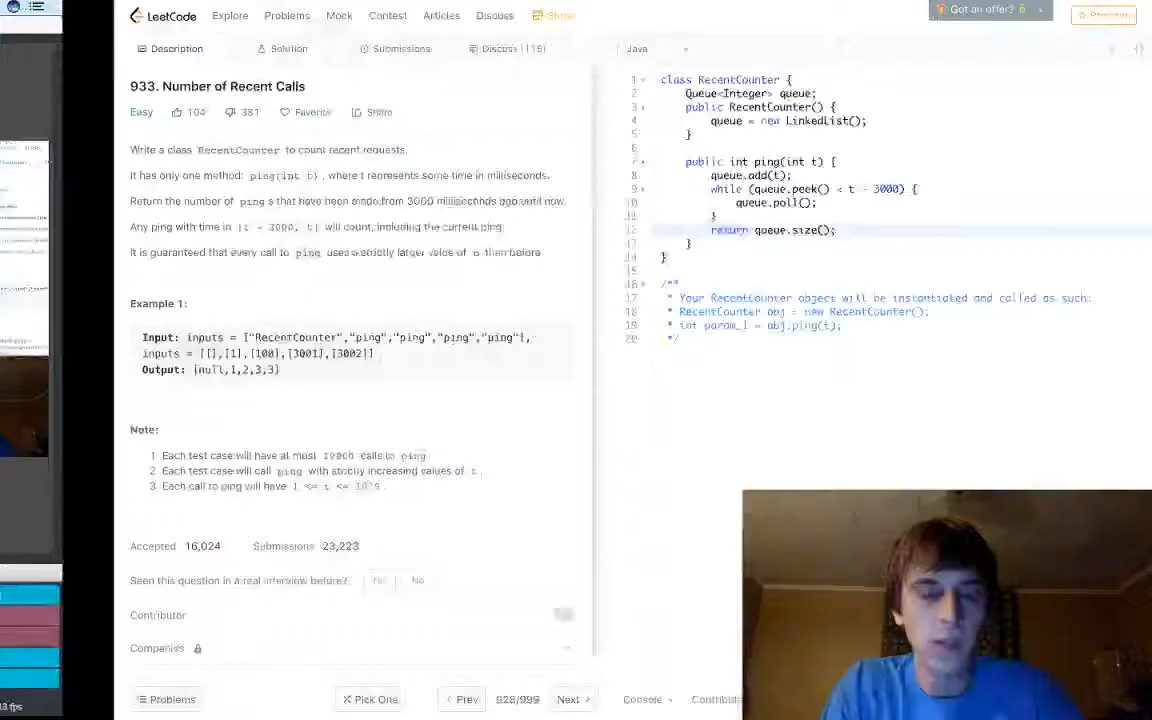 LeetCode Explore Problems Mock Contest Articles Discuss Store
Got an offer?
Premium
Description Solution Submissions Discuss (115)
Java
933. Number of Recent Calls
Easy 104 381 Favorite Share
Write a class RecentCounter to count recent requests.
It has only one method: ping(int t), where t represents some time in milliseconds.
Return the number of pings that have been made from 3000 milliseconds ago until now.
Any ping with time in [t - 3000, t] will count, including the current ping.
It is guaranteed that every call to ping uses a strictly larger value of t than before.
Example 1:
Input: inputs = ["RecentCounter","ping","ping","ping","ping"],
inputs = [[],[1],[100],[3001],[3002]]
Output: [null,1,2,3,3]
Note:
1 Each test case will have at most 10000 calls to ping.
2 Each test case will call ping with strictly increasing values of t.
3 Each call to ping will have 1 <= t <= 10^9.
Accepted 16,024 Submissions 23,223
Seen this question in a real interview before? Yes No
Contributor
Companies
Problems Pick One Prev 928/999 Next
Console Contribute
1 class RecentCounter {
2 Queue<Integer> queue;
3 public RecentCounter() {
4 queue = new LinkedList();
5 }
6
7 public int ping(int t) {
8 queue.add(t);
9 while (queue.peek() < t - 3000) {
10 queue.poll();
11 }
12 return queue.size();
13 }
14 }
15
16 /**
17 * Your RecentCounter object will be instantiated and called as such:
18 * RecentCounter obj = new RecentCounter();
19 * int param_1 = obj.ping(t);
20 */